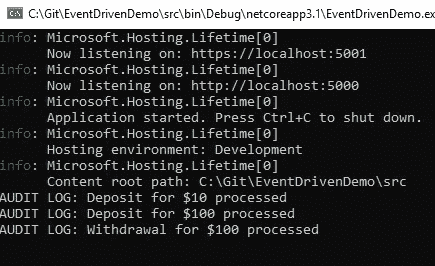 C:\Git\EventDrivenDemo\src\bin\Debug\netcoreapp3.1\EventDrivenDemo.ex
info: Microsoft.Hosting.Lifetime[0]
Now listening on: https://localhost:5001
info: Microsoft.Hosting.Lifetime[0]
Now listening on: http://localhost:5000
info: Microsoft.Hosting.Lifetime[0]
Application started. Press Ctrl+C to shut down.
info: Microsoft.Hosting.Lifetime[0]
Hosting environment: Development
info: Microsoft.Hosting.Lifetime[0]
Content root path: C:\Git\EventDrivenDemo\src
AUDIT LOG: Deposit for $10 processed
AUDIT LOG: Deposit for $100 processed
AUDIT LOG: Withdrawal for $100 processed